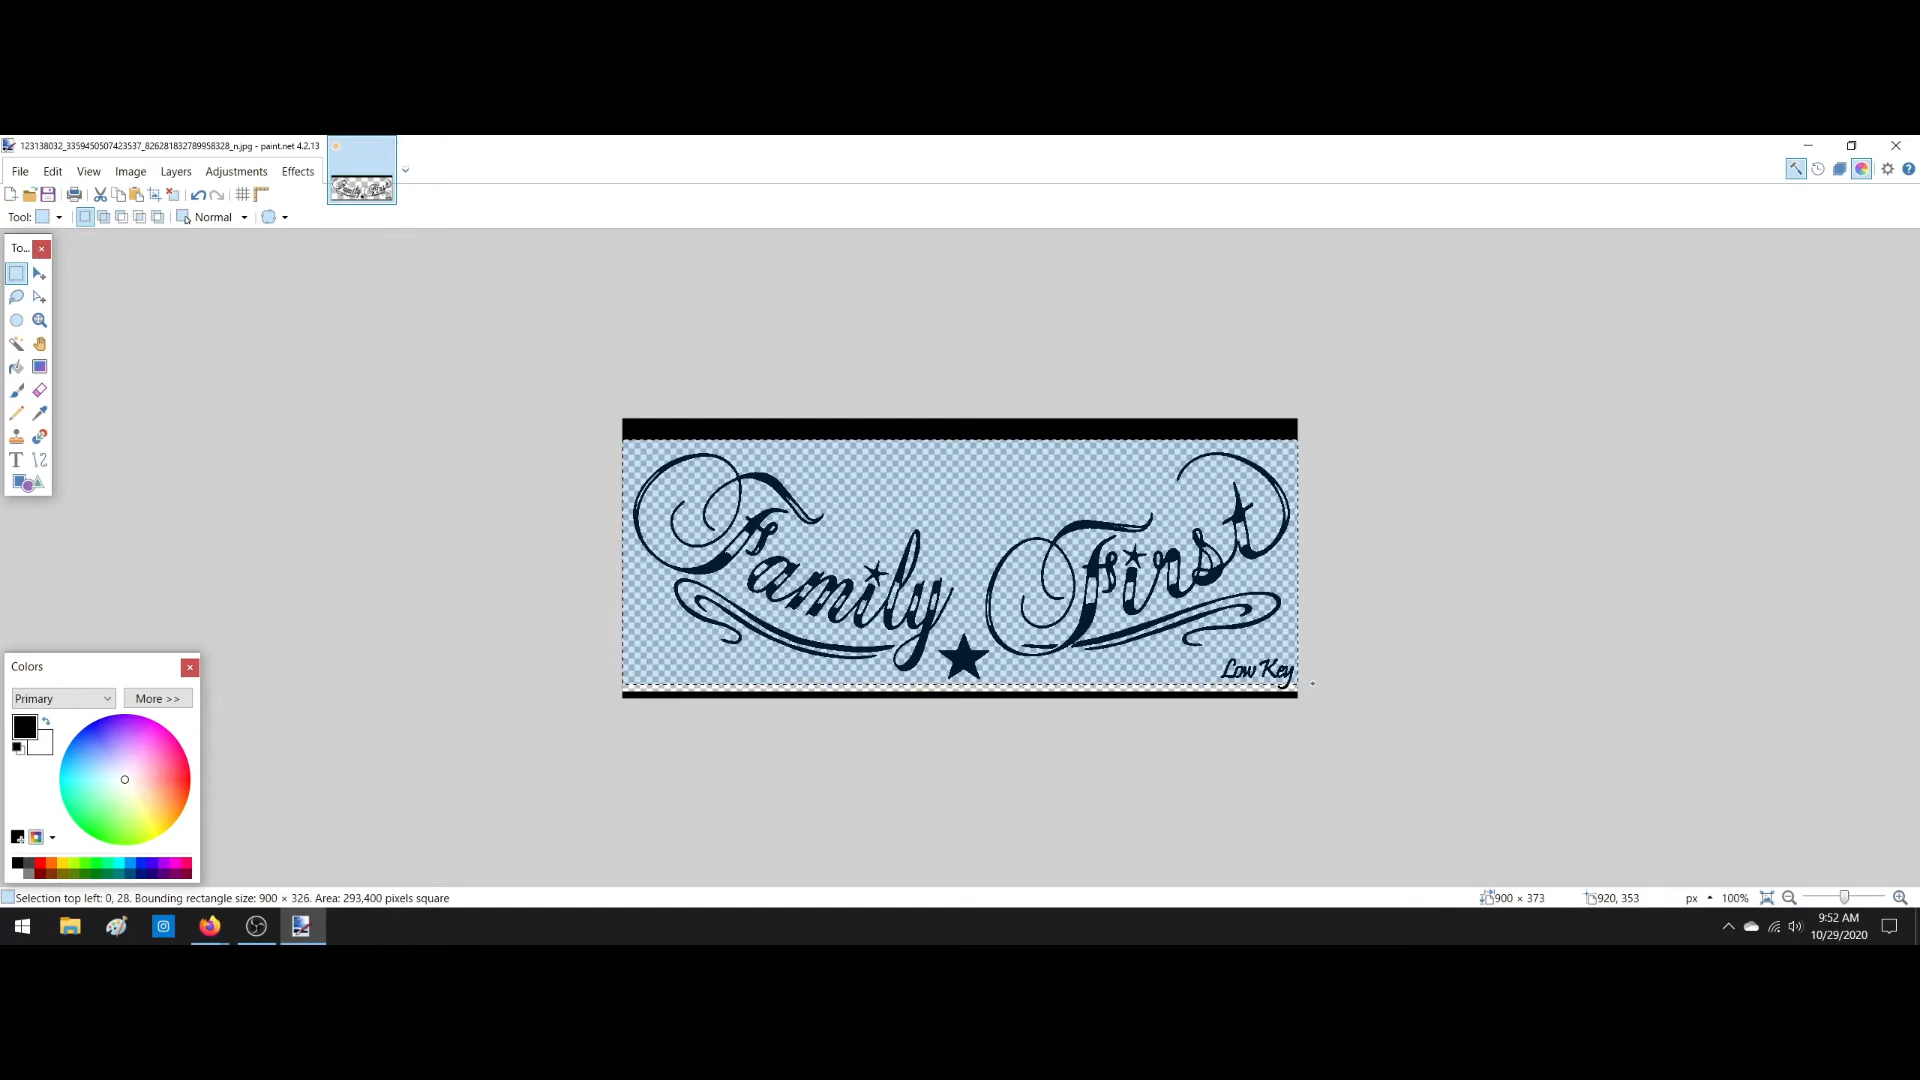 123138032_3359450507423537_826281832789958328_n.jpg - paint.net 4.2.13
File Edit View Image Layers Adjustments Effects
Tool: Normal
To...
Family First
Low Key
Colors
Primary More >>
Selection top left: 0, 28. Bounding rectangle size: 900 × 326. Area: 293,400 pixels square
900 × 373 920, 353 px 100%
9:52 AM
10/29/2020